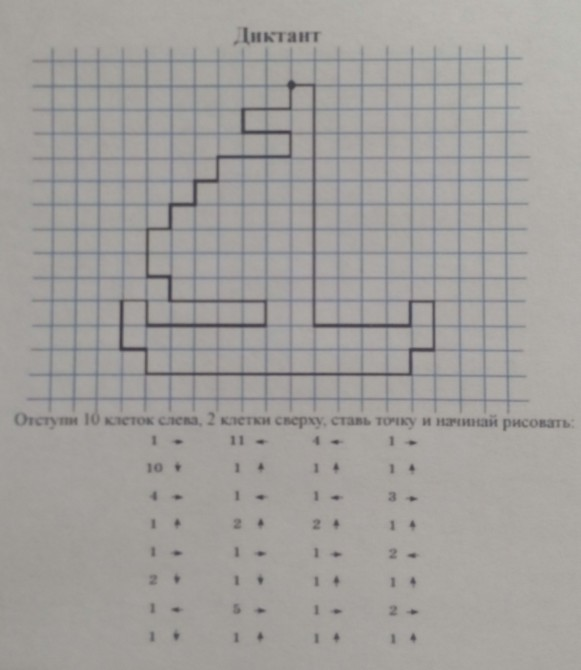 Диктант
Отступи 10 клеток слева, 2 клетки сверху, ставь точку и начинай рисовать:
1 → 11 ← 4 ← 1 →
10 ↓ 1 ↑ 1 ↑ 1 ↑
4 → 1 ← 1 ← 3 →
1 ↑ 2 ↑ 2 ↑ 1 ↑
1 → 1 → 1 → 2 ←
2 ↓ 1 ↓ 1 ↑ 1 ↑
1 ← 5 → 1 → 2 →
1 ↓ 1 ↑ 1 ↑ 1 ↑